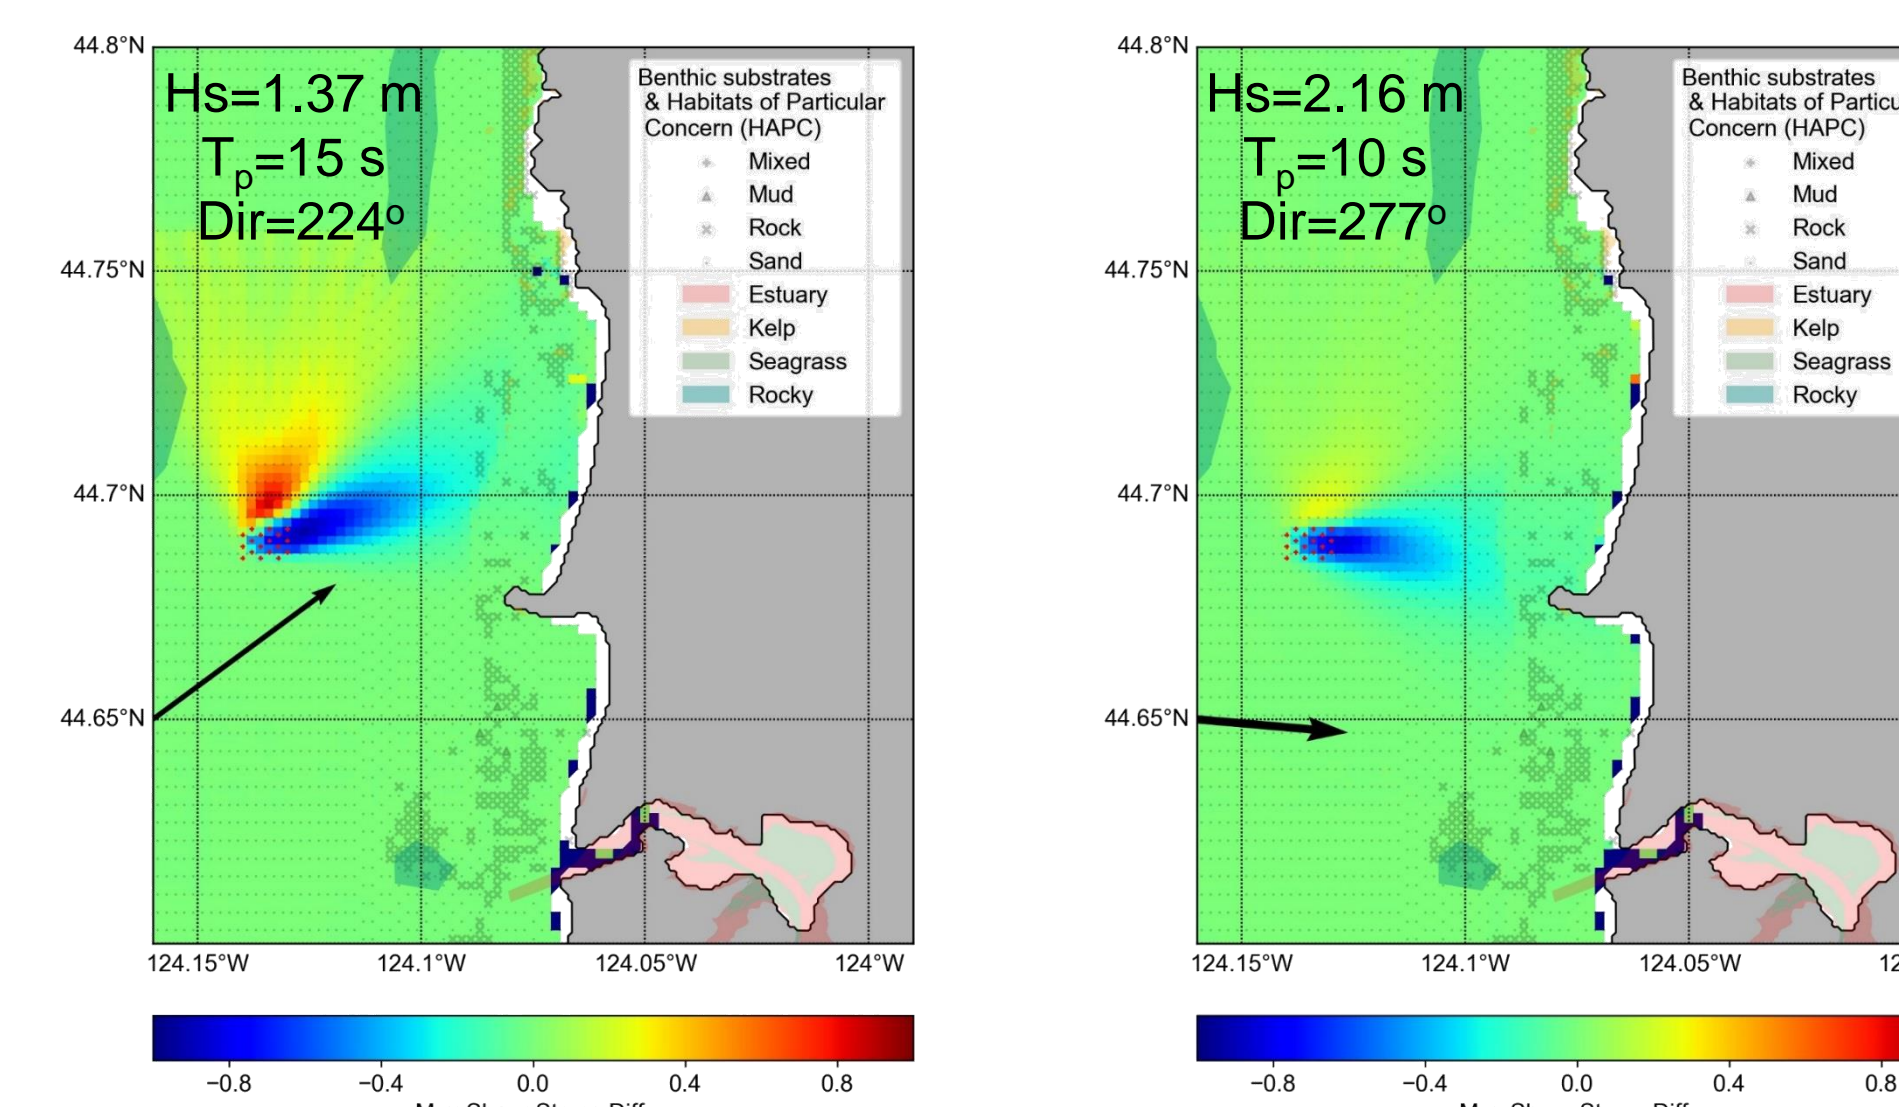 44.8°N
44.75°N
44.7°N
44.65°N
Hs=1.37 m
Tp=15 s
Dir=224º
Benthic substrates
& Habitats of Particular
Concern (HAPC)
Mixed
Mud
Rock
Sand
Estuary
Kelp
Seagrass
Rocky
124.15°W 124.1°W 124.05°W 124°W
−0.8 −0.4 0.0 0.4 0.8
44.8°N
44.75°N
44.7°N
44.65°N
Hs=2.16 m
Tp=10 s
Dir=277º
Benthic substrates
& Habitats of Particu
Concern (HAPC)
Mixed
Mud
Rock
Sand
Estuary
Kelp
Seagrass
Rocky
124.15°W 124.1°W 124.05°W 12
−0.8 −0.4 0.0 0.4 0.8